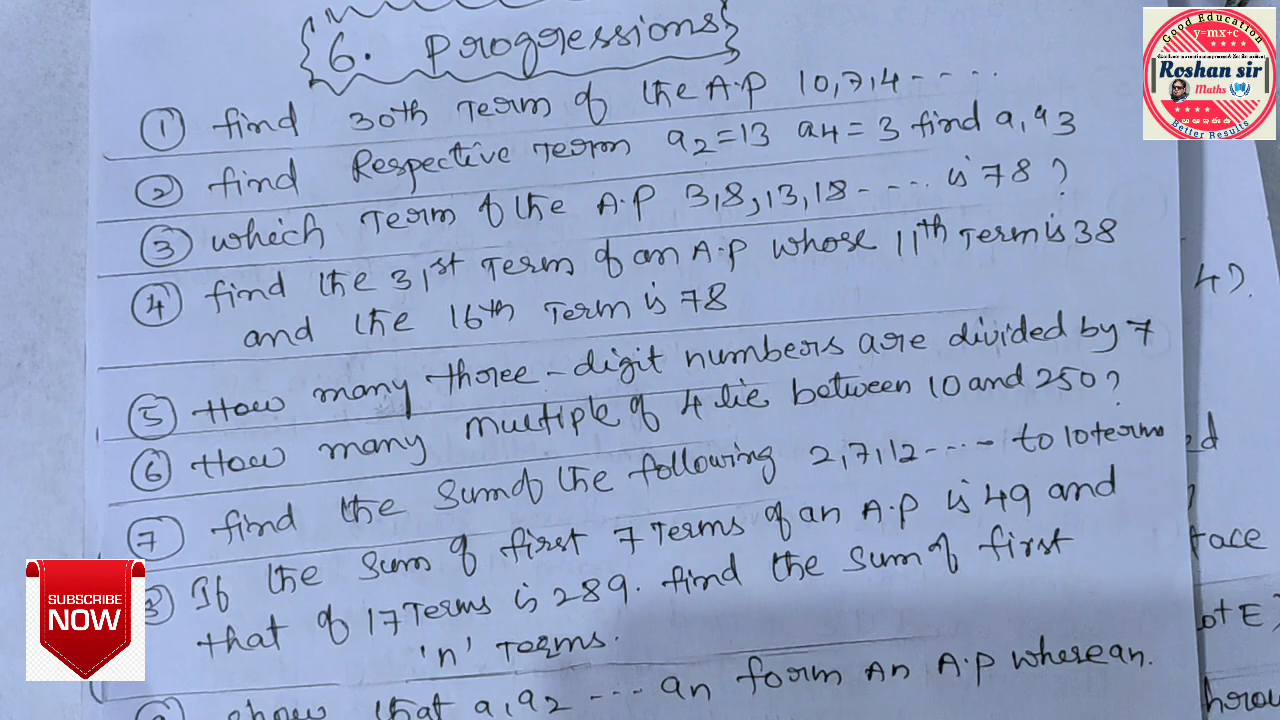 {6. Progressions}
① find 30th Term of the A.P 10,7,4 - - - -
② find Respective Term a2=13 a4=3 find a1,a3
③ which Term of the A.P 3,8,13,18 - - - - is 78?
④ find the 31st Term of an A.P whose 11th Term is 38
and the 16th Term is 78
⑤ How many three-digit numbers are divided by 7
⑥ How many multiple of 4 lie between 10 and 250?
⑦ find the sum of the following 2,7,12 - - - - to 10 terms
⑧ If the sum of first 7 Terms of an A.P is 49 and
that of 17 Terms is 289. find the sum of first
'n' Terms.
show that a1,a2 - - - an form An A.P where an.
4).
?
face
Good Education
y=mx+c
Roshan sir
Maths
Better Results
SUBSCRIBE
NOW